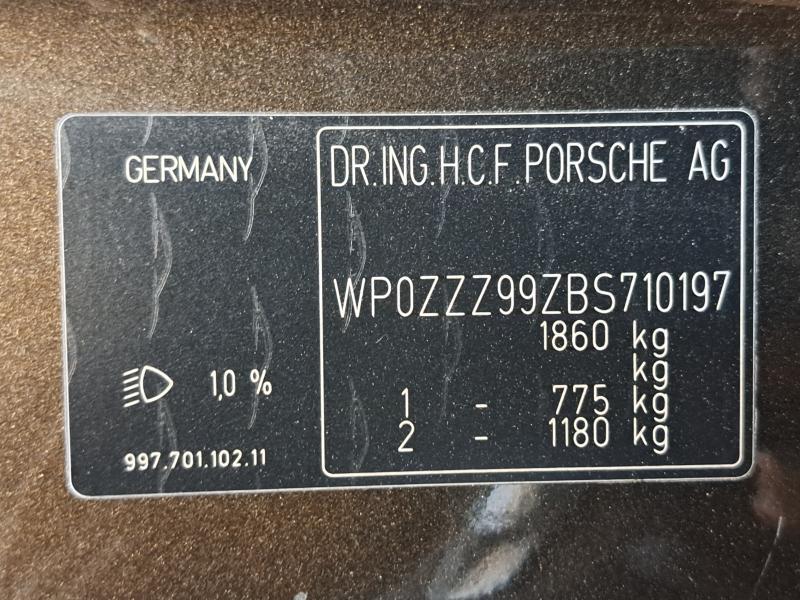 GERMANY
1,0 %
997.701.102.11
DR.ING.H.C.F.PORSCHE AG
WP0ZZZ99ZBS710197
1860 kg
kg
1 - 775 kg
2 - 1180 kg